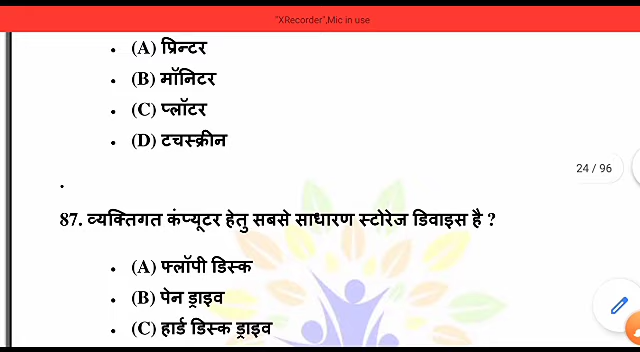 "XRecorder",Mic in use
• (A) प्रिन्टर
• (B) मॉनिटर
• (C) प्लॉटर
• (D) टचस्क्रीन
24 / 96
.
87. व्यक्तिगत कंप्यूटर हेतु सबसे साधारण स्टोरेज डिवाइस है ?
• (A) फ्लॉपी डिस्क
• (B) पेन ड्राइव
• (C) हार्ड डिस्क ड्राइव